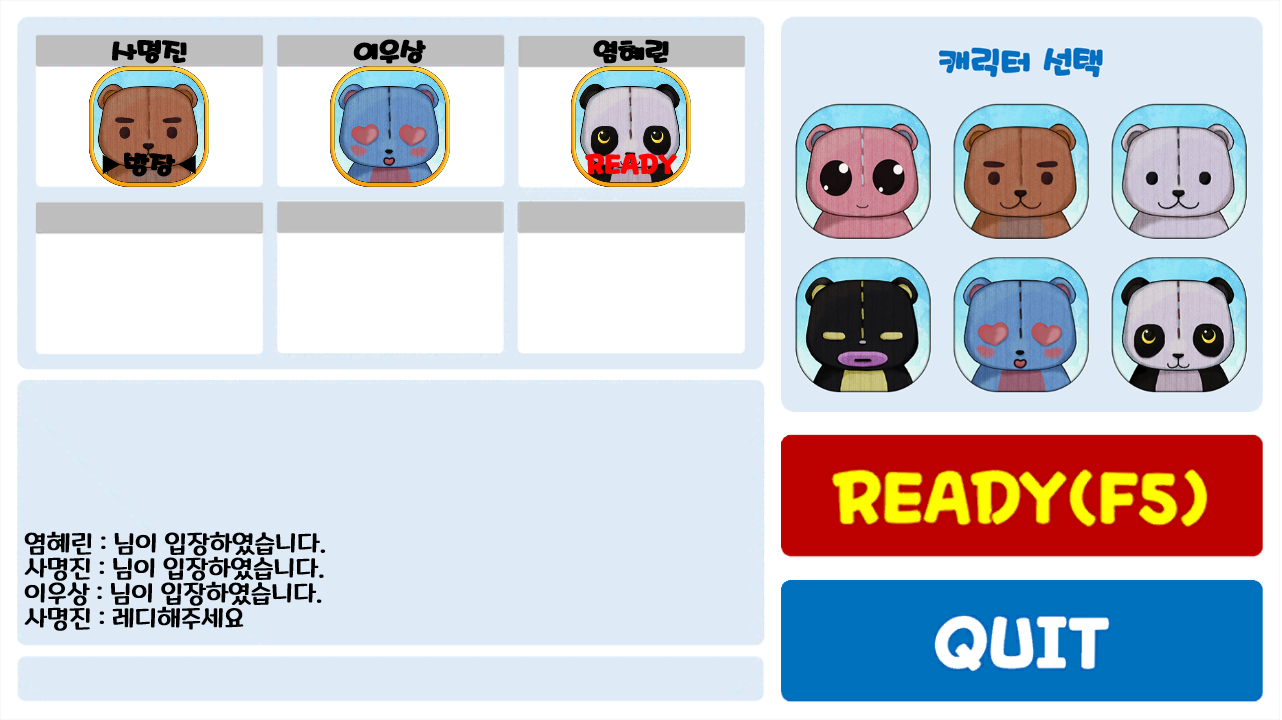 사명진
이우상
염혜린
방장
READY
캐릭터 선택
염혜린 : 님이 입장하였습니다.
사명진 : 님이 입장하였습니다.
이우상 : 님이 입장하였습니다.
사명진 : 레디해주세요
READY(F5)
QUIT